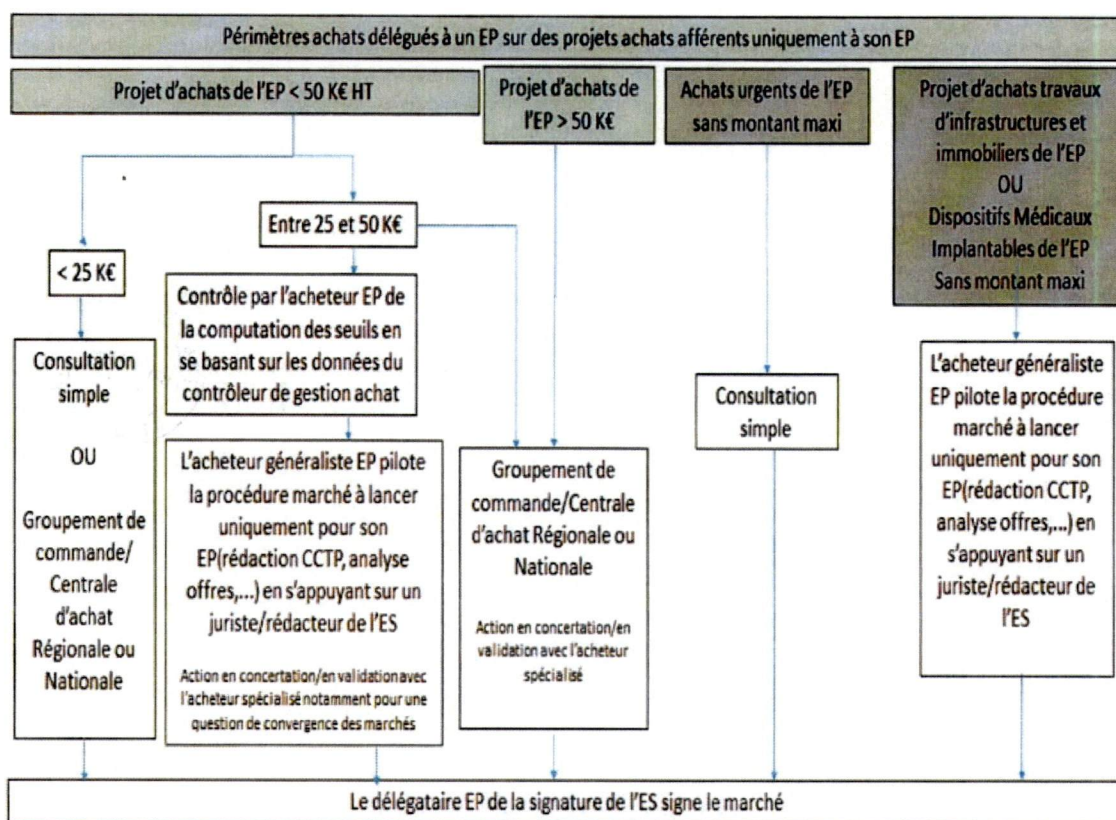 Périmètres achats délégués à un EP sur des projets achats afférents uniquement à son EP
Projet d'achats de l'EP < 50 K€ HT
Projet d'achats de
l'EP > 50 K€
Achats urgents de l'EP
sans montant maxi
Projet d'achats travaux
d'infrastructures et
immobiliers de l'EP
OU
Dispositifs Médicaux
Implantables de l'EP
Sans montant maxi
< 25 K€
Entre 25 et 50 K€
Consultation
simple
OU
Groupement de
commande/
Centrale
d'achat
Régionale ou
Nationale
Contrôle par l'acheteur EP de
la computation des seuils en
se basant sur les données du
contrôleur de gestion achat
L'acheteur généraliste EP pilote
la procédure marché à lancer
uniquement pour son
EP(rédaction CCTP, analyse
offres,...) en s'appuyant sur un
juriste/rédacteur de l'ES
Action en concertation/en validation avec
l'acheteur spécialisé notamment pour une
question de convergence des marchés
Groupement de
commande/Centrale
d'achat Régionale ou
Nationale
Action en concertation/en
validation avec l'acheteur
spécialisé
Consultation
simple
L'acheteur généraliste
EP pilote la procédure
marché à lancer
uniquement pour son
EP(rédaction CCTP,
analyse offres,...) en
s'appuyant sur un
juriste/rédacteur de
l'ES
Le délégataire EP de la signature de l'ES signe le marché